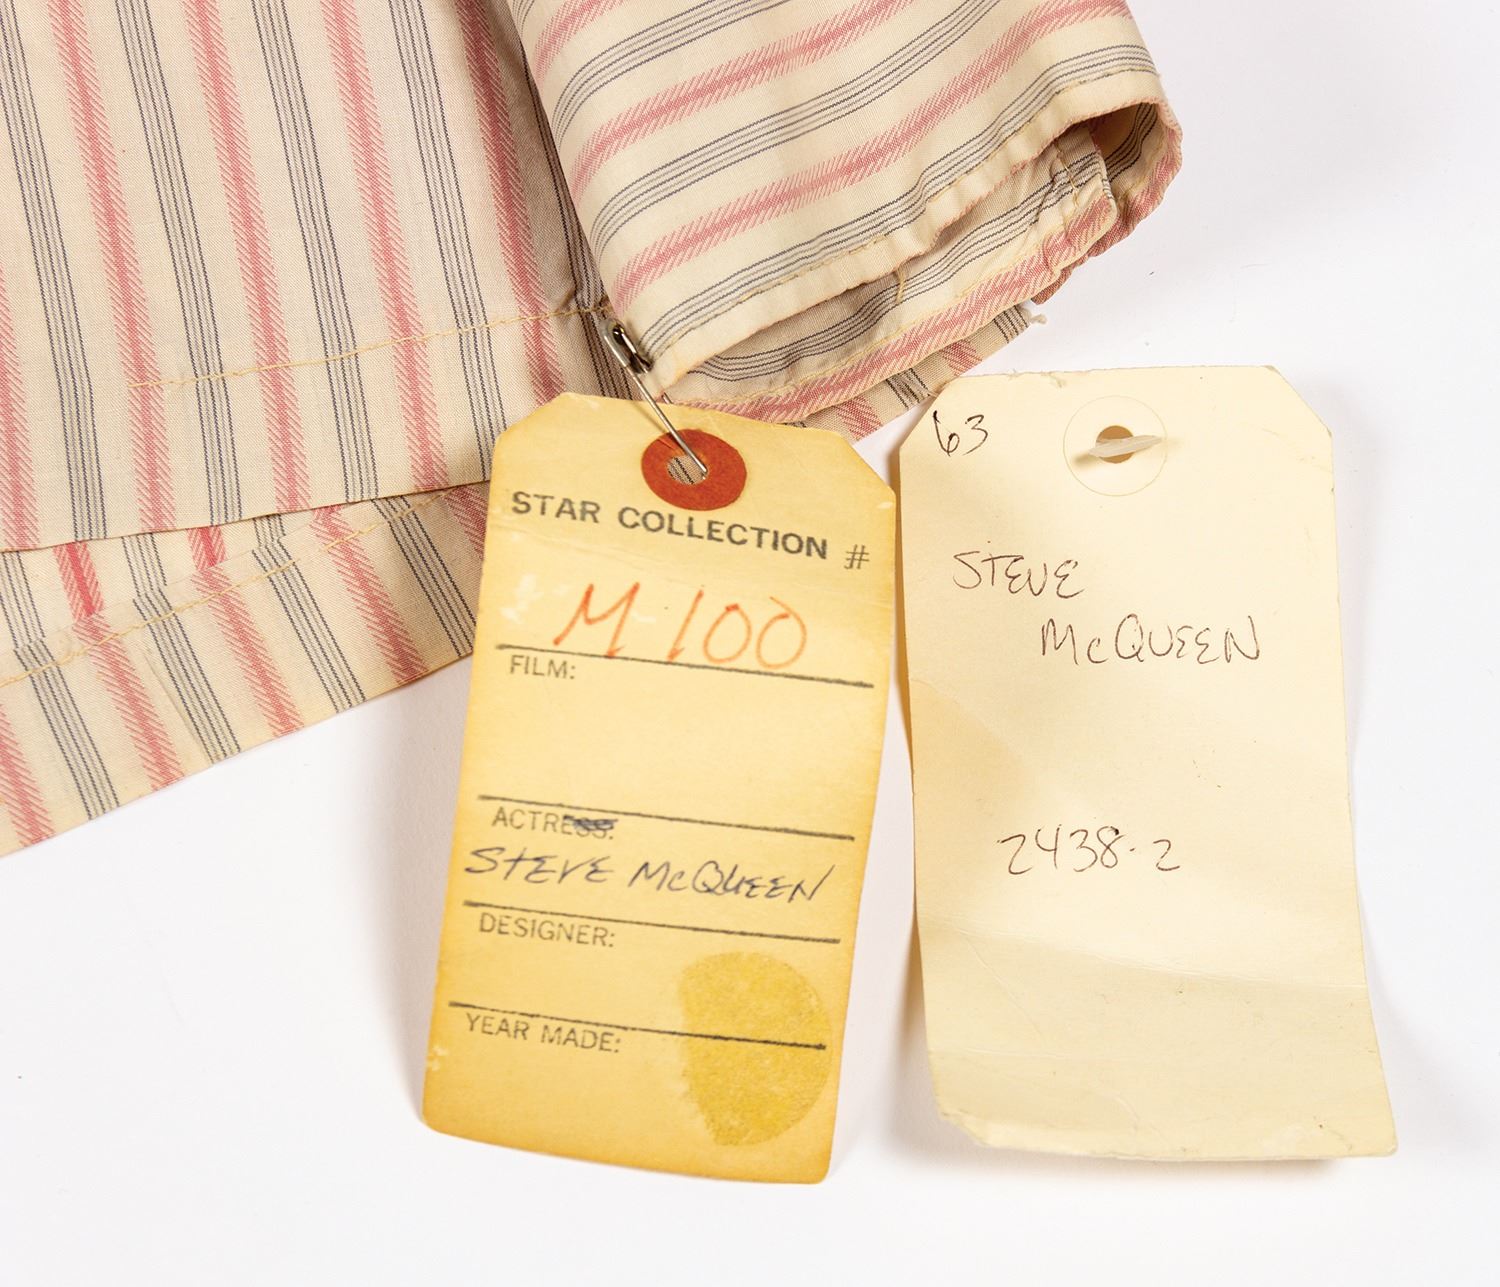 STAR COLLECTION #
M-100
FILM:
ACTRESS:
STEVE McQUEEN
DESIGNER:
YEAR MADE:
63
STEVE
McQUEEN
2438-2